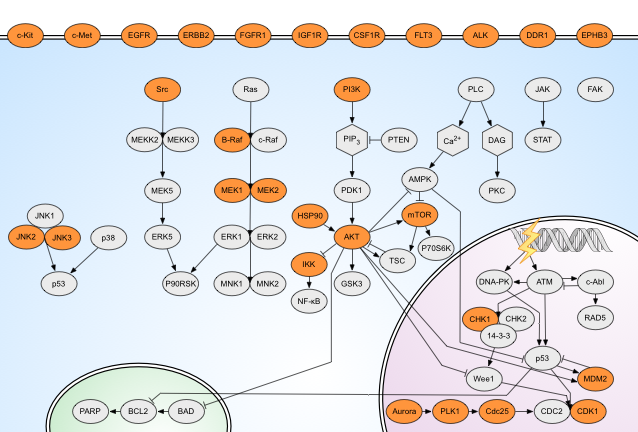 c-Kit c-Met EGFR ERBB2 FGFR1 IGF1R CSF1R FLT3 ALK DDR1 EPHB3
Src Ras PI3K PLC JAK FAK
MEKK2 MEKK3 B-Raf c-Raf PIP3 PTEN Ca2+ DAG STAT
MEK5 MEK1 MEK2 PDK1 AMPK PKC
JNK1 HSP90 mTOR
JNK2 JNK3 p38 ERK5 ERK1 ERK2 AKT P70S6K
IKK TSC
p53 P90RSK MNK1 MNK2 GSK3 DNA-PK ATM c-Abl
NF-κB
CHK1 CHK2 RAD5
14-3-3
p53
Wee1 MDM2
PARP BCL2 BAD Aurora PLK1 Cdc25 CDC2 CDK1